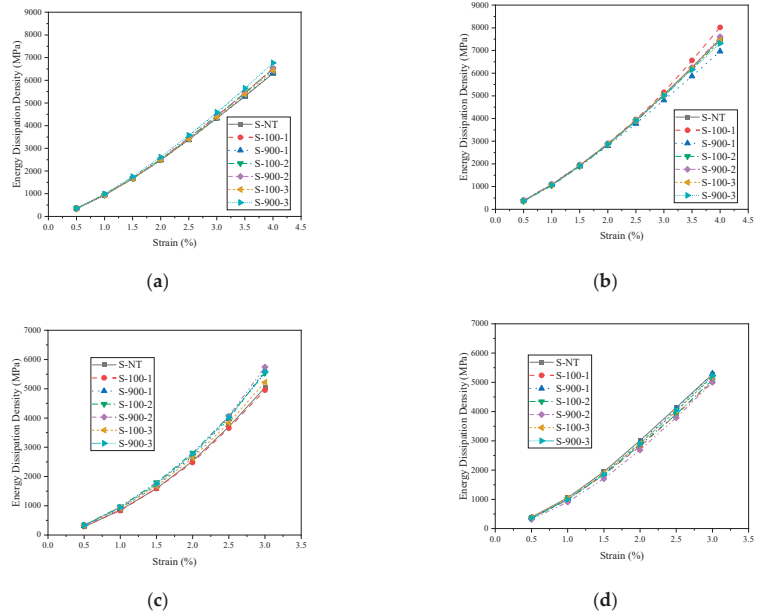 9000
8000
7000
6000
5000
4000
3000
2000
1000
0
0.0 0.5 1.0 1.5 2.0 2.5 3.0 3.5 4.0 4.5
Energy Dissipation Density (MPa)
Strain (%)
S-NT
S-100-1
S-900-1
S-100-2
S-900-2
S-100-3
S-900-3
(a)
9000
8000
7000
6000
5000
4000
3000
2000
1000
0
0.0 0.5 1.0 1.5 2.0 2.5 3.0 3.5 4.0 4.5
Energy Dissipation Density (MPa)
Strain (%)
S-NT
S-100-1
S-900-1
S-100-2
S-900-2
S-100-3
S-900-3
(b)
7000
6000
5000
4000
3000
2000
1000
0
0.0 0.5 1.0 1.5 2.0 2.5 3.0 3.5
Energy Dissipation Density (MPa)
Strain (%)
S-NT
S-100-1
S-900-1
S-100-2
S-900-2
S-100-3
S-900-3
(c)
7000
6000
5000
4000
3000
2000
1000
0
0.0 0.5 1.0 1.5 2.0 2.5 3.0 3.5
Energy Dissipation Density (MPa)
Strain (%)
S-NT
S-100-1
S-900-1
S-100-2
S-900-2
S-100-3
S-900-3
(d)